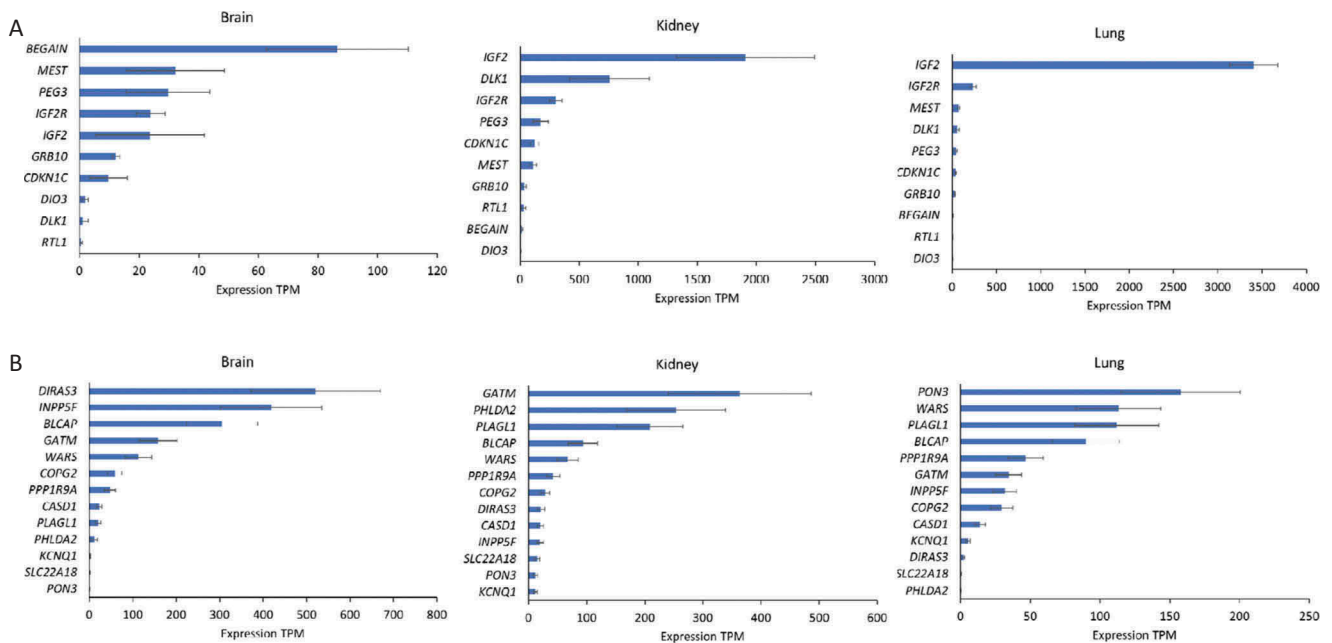 A
Brain
BEGAIN
MEST
PEG3
IGF2R
IGF2
GRB10
CDKN1C
DIO3
DLK1
RTL1
0 20 40 60 80 100 120
Expression TPM
Kidney
IGF2
DLK1
IGF2R
PEG3
CDKN1C
MEST
GRB10
RTL1
BEGAIN
DIO3
0 500 1000 1500 2000 2500 3000
Expression TPM
Lung
IGF2
IGF2R
MEST
DLK1
PEG3
CDKN1C
GRB10
BEGAIN
RTL1
DIO3
0 500 1000 1500 2000 2500 3000 3500 4000
Expression TPM
B
Brain
DIRAS3
INPP5F
BLCAP
GATM
WARS
COPG2
PPP1R9A
CASD1
PLAGL1
PHLDA2
KCNQ1
SLC22A18
PON3
0 100 200 300 400 500 600 700 800
Expression TPM
Kidney
GATM
PHLDA2
PLAGL1
BLCAP
WARS
PPP1R9A
COPG2
DIRAS3
CASD1
INPP5F
SLC22A18
PON3
KCNQ1
0 100 200 300 400 500 600
Expression TPM
Lung
PON3
WARS
PLAGL1
BLCAP
PPP1R9A
GATM
INPP5F
COPG2
CASD1
KCNQ1
DIRAS3
SLC22A18
PHLDA2
0 50 100 150 200 250
Expression TPM